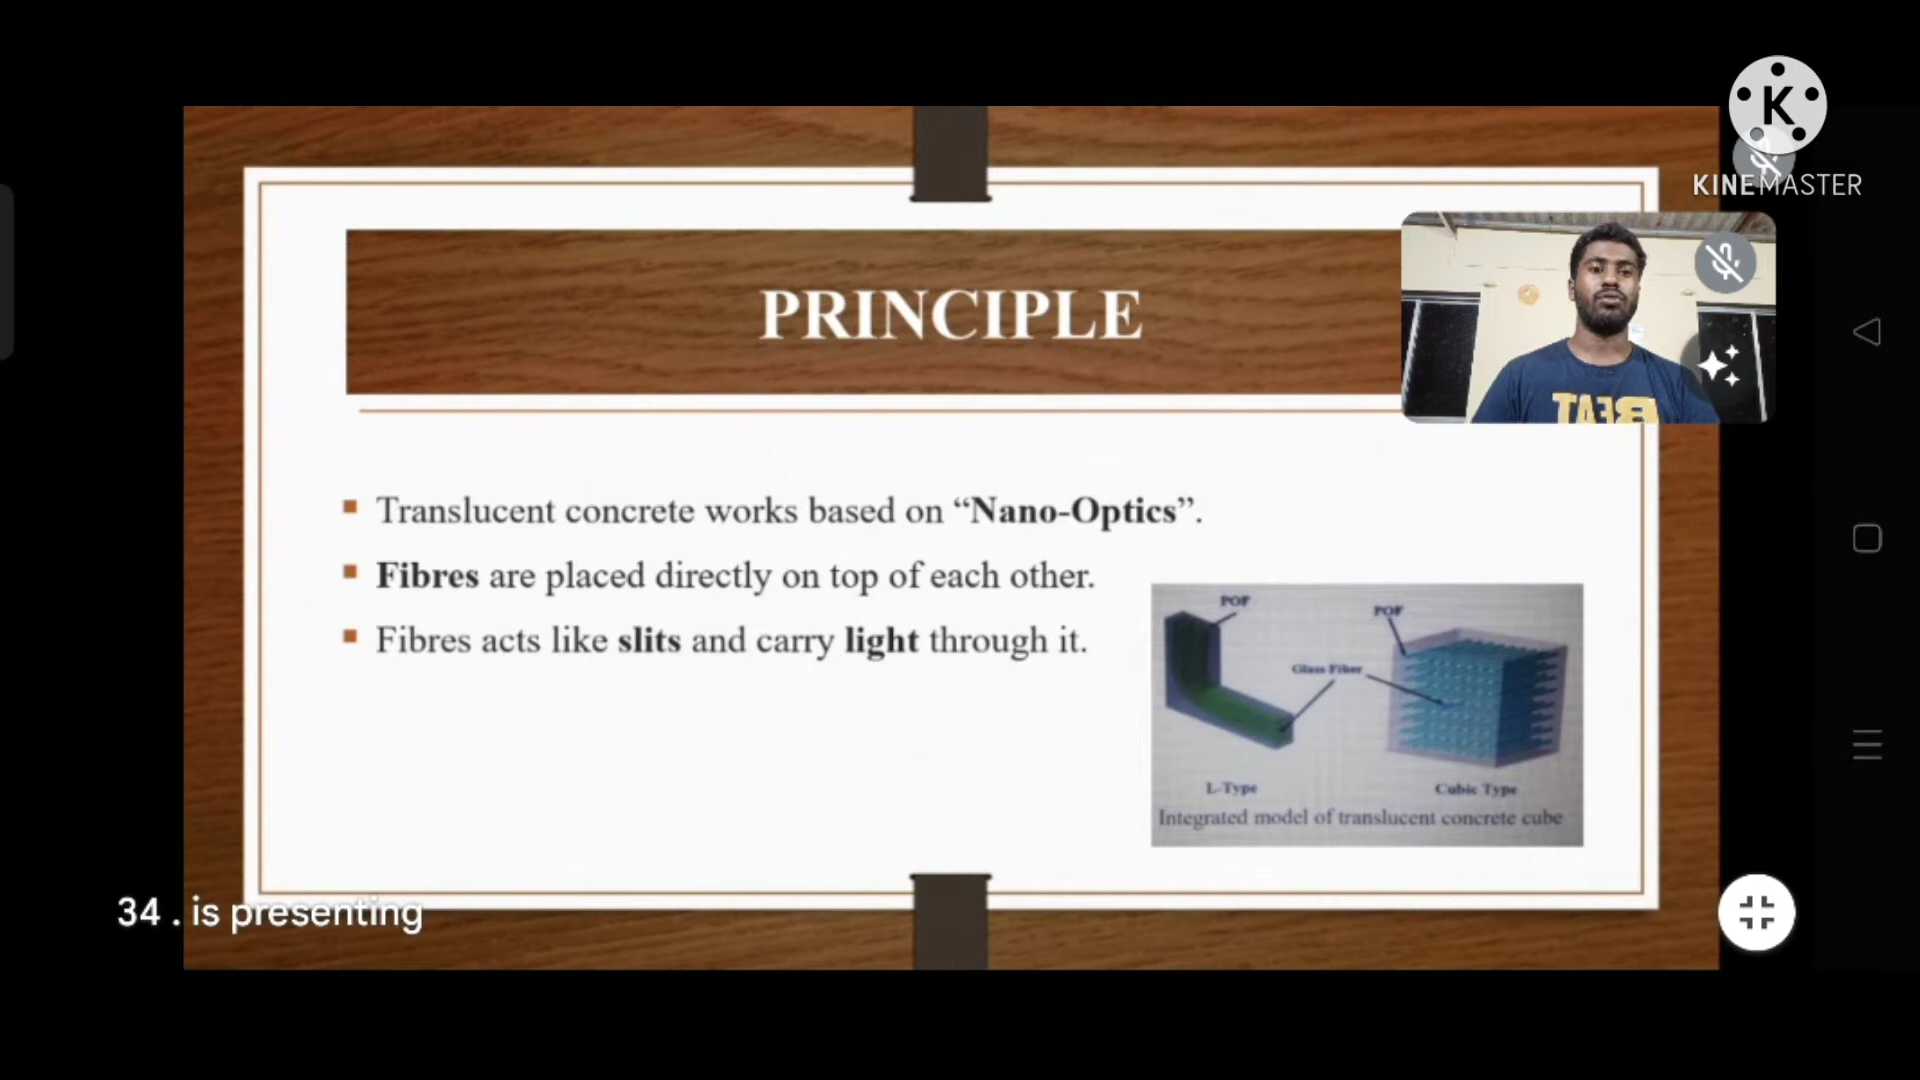 KINEMASTER
PRINCIPLE
Translucent concrete works based on “Nano-Optics”.
Fibres are placed directly on top of each other.
Fibres acts like slits and carry light through it.
POF
POF
Glass Fiber
L-Type
Cubic Type
Integrated model of translucent concrete cube
34 . is presenting
BEAT
K